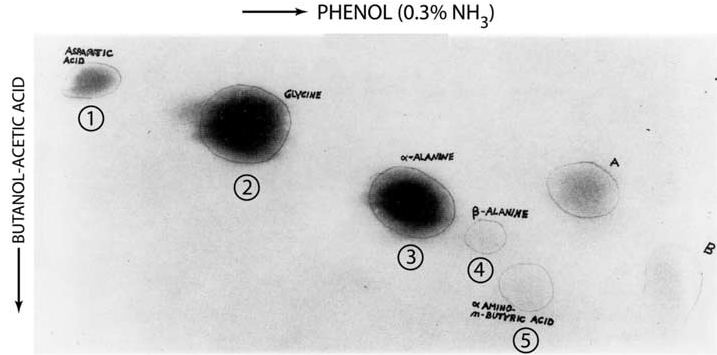 PHENOL (0.3% NH3)
BUTANOL-ACETIC ACID
ASPARTIC
ACID
1
GLYCINE
2
α-ALANINE
3
A
β-ALANINE
4
B
α AMINO-
n-BUTYRIC ACID
5